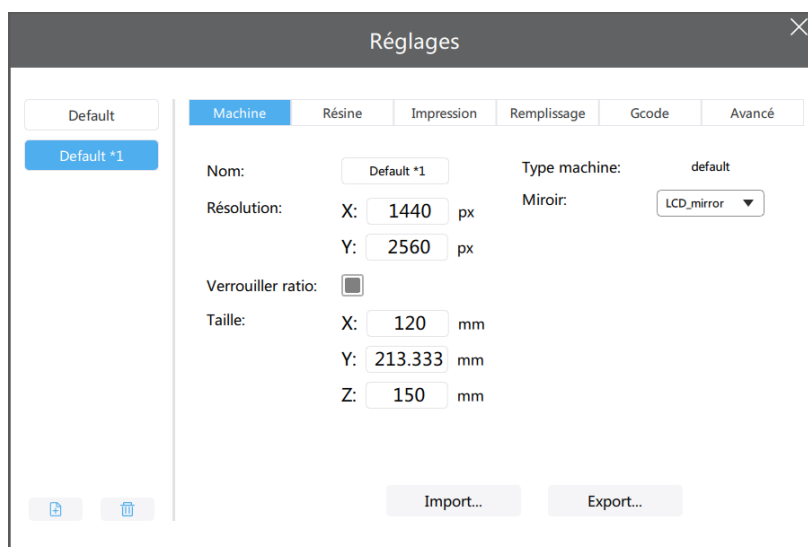 Réglages
Default
Default *1
Machine Résine Impression Remplissage Gcode Avancé
Nom: Default *1 Type machine: default
Résolution: X: 1440 px Miroir: LCD_mirror
Y: 2560 px
Verrouiller ratio:
Taille: X: 120 mm
Y: 213.333 mm
Z: 150 mm
Import... Export...